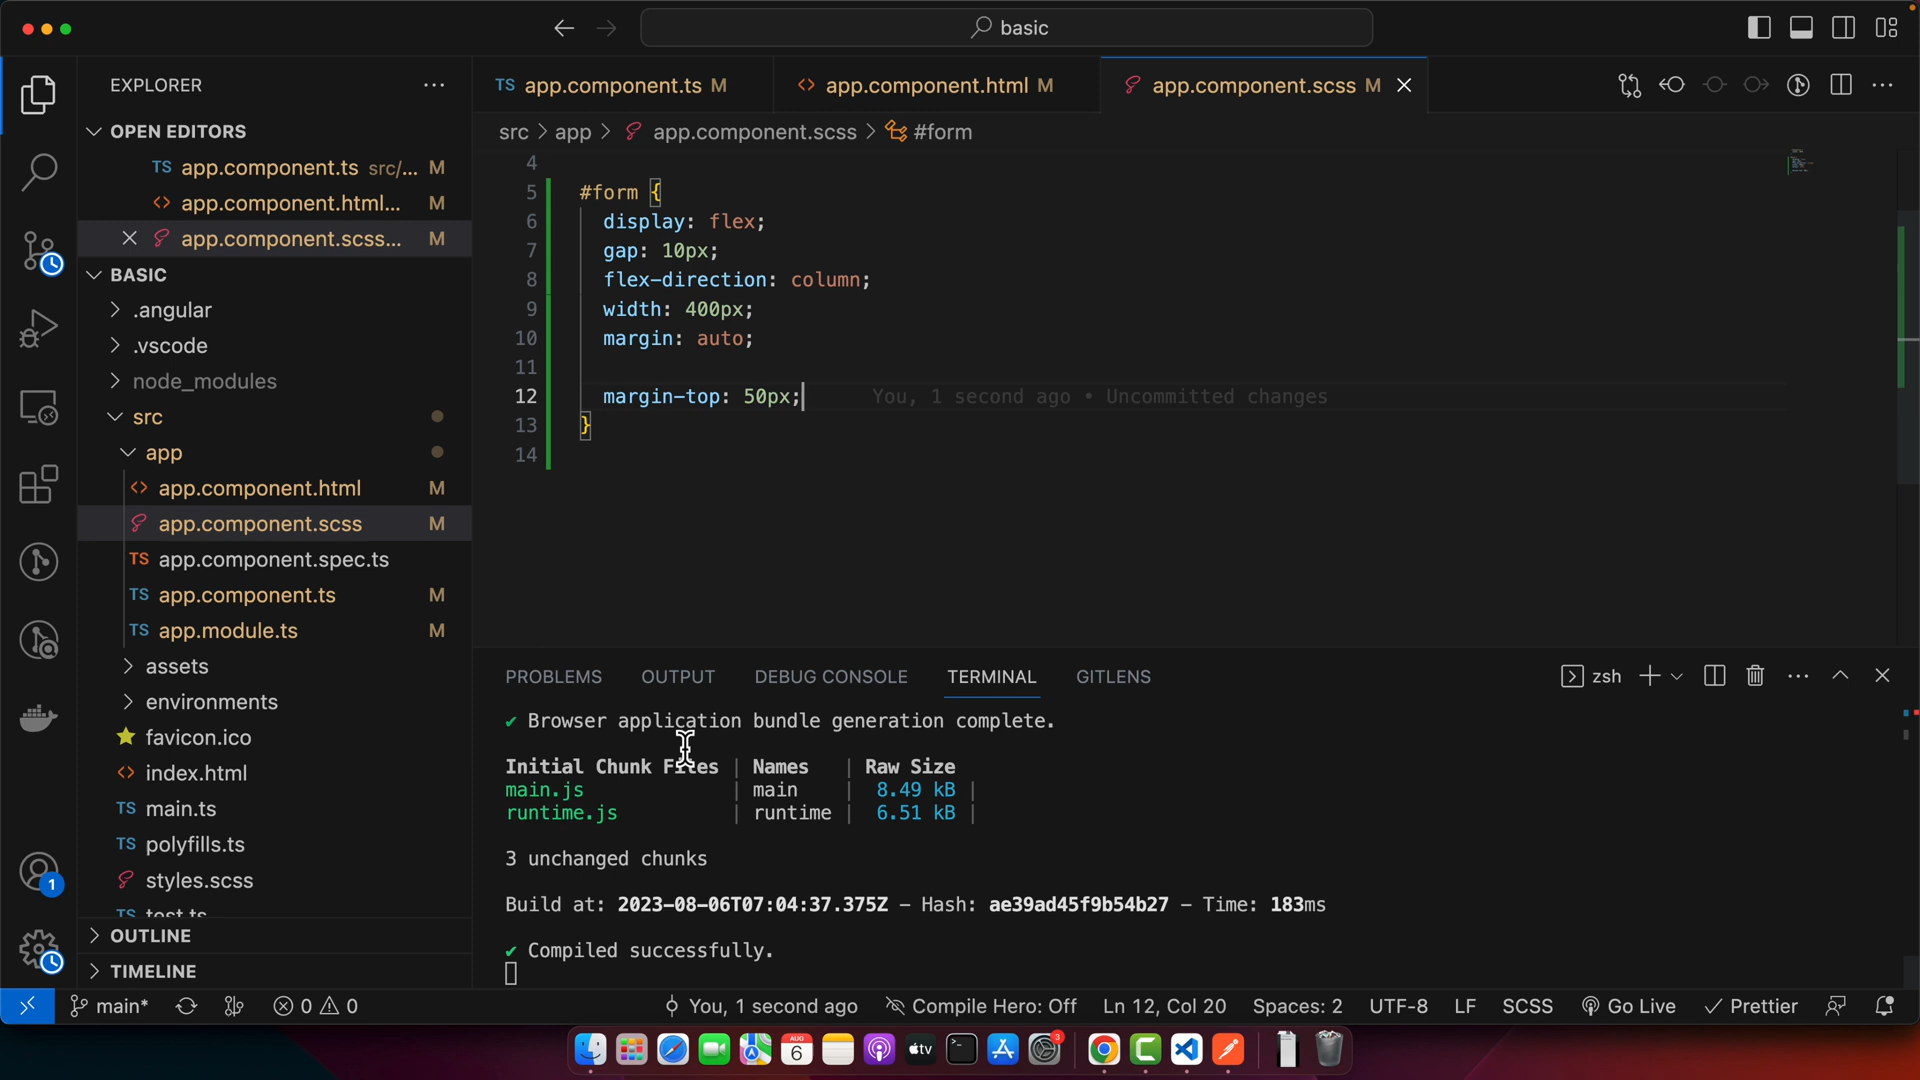 basic
EXPLORER
OPEN EDITORS
TS app.component.ts src/... M
<> app.component.html... M
app.component.scss... M
BASIC
.angular
.vscode
node_modules
src
app
<> app.component.html M
app.component.scss M
TS app.component.spec.ts
TS app.component.ts M
TS app.module.ts M
assets
environments
favicon.ico
<> index.html
TS main.ts
TS polyfills.ts
styles.scss
TS test.ts
OUTLINE
TIMELINE
1
TS app.component.ts M
<> app.component.html M
app.component.scss M
src > app > app.component.scss > #form
4
5 #form {
6 display: flex;
7 gap: 10px;
8 flex-direction: column;
9 width: 400px;
10 margin: auto;
11
12 margin-top: 50px; You, 1 second ago • Uncommitted changes
13 }
14
PROBLEMS OUTPUT DEBUG CONSOLE TERMINAL GITLENS
zsh
✔ Browser application bundle generation complete.
Initial Chunk Files | Names | Raw Size
main.js | main | 8.49 kB |
runtime.js | runtime | 6.51 kB |
3 unchanged chunks
Build at: 2023-08-06T07:04:37.375Z - Hash: ae39ad45f9b54b27 - Time: 183ms
✔ Compiled successfully.
main* 0 0 You, 1 second ago Compile Hero: Off Ln 12, Col 20 Spaces: 2 UTF-8 LF SCSS Go Live Prettier
AUG
6
tv
3